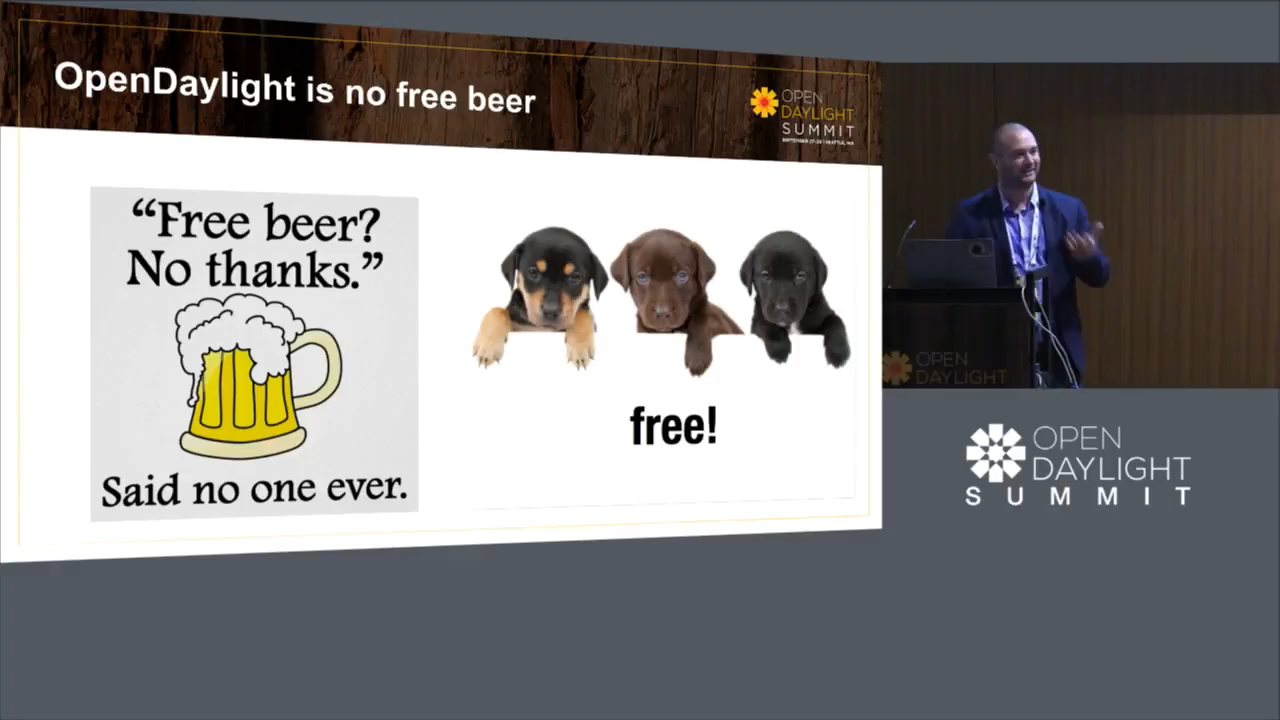 OpenDaylight is no free beer
OPEN
DAYLIGHT
SUMMIT
“Free beer?
No thanks.”
Said no one ever.
free!
OPEN
DAYLIGHT
OPEN
DAYLIGHT
SUMMIT